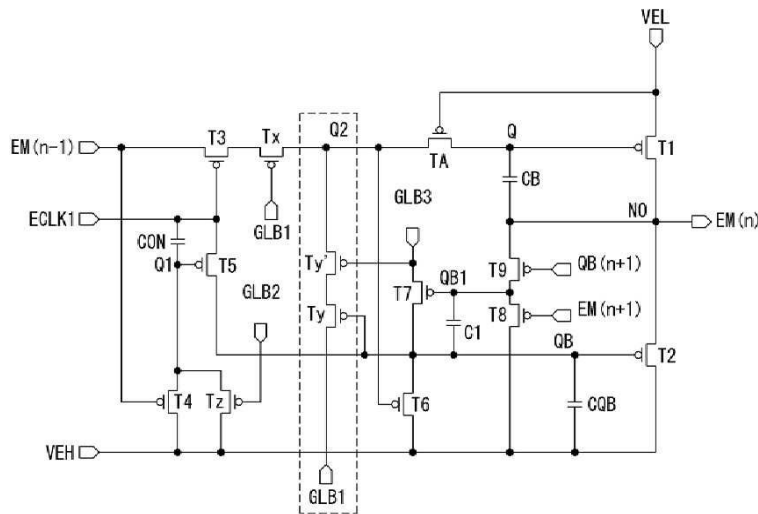 VEL
EM(n-1)
T3
Tx
Q2
TA
Q
T1
CB
ECLK1
GLB3
NO
EM(n)
CON
GLB1
Q1
T5
Ty'
T7
QB1
T9
QB(n+1)
GLB2
Ty
C1
T8
EM(n+1)
QB
T2
T4
Tz
T6
CQB
VEH
GLB1